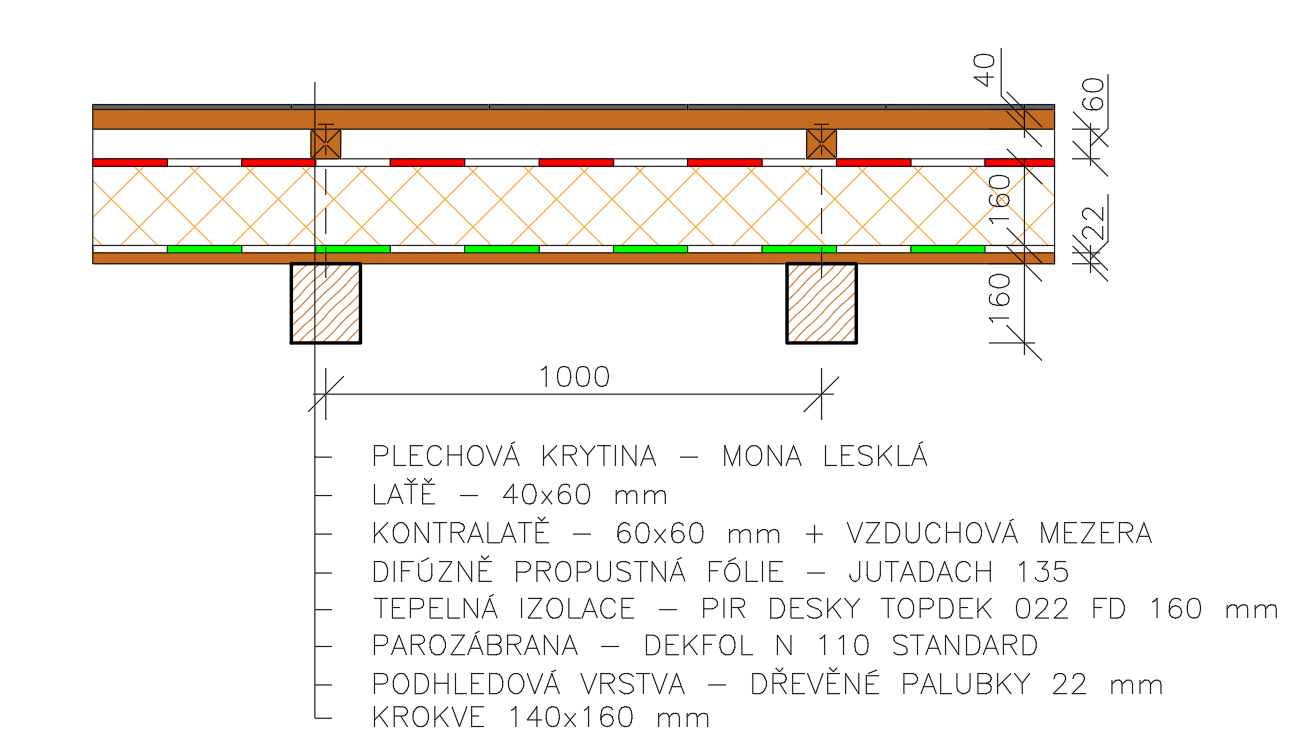 40
60
160
22
160
1000
PLECHOVÁ KRYTINA – MONA LESKLÁ
LAŤĚ – 40x60 mm
KONTRALATĚ – 60x60 mm + VZDUCHOVÁ MEZERA
DIFÚZNĚ PROPUSTNÁ FÓLIE – JUTADACH 135
TEPELNÁ IZOLACE – PIR DESKY TOPDEK 022 FD 160 mm
PAROZÁBRANA – DEKFOL N 110 STANDARD
PODHLEDOVÁ VRSTVA – DŘEVĚNÉ PALUBKY 22 mm
KROKVE 140x160 mm